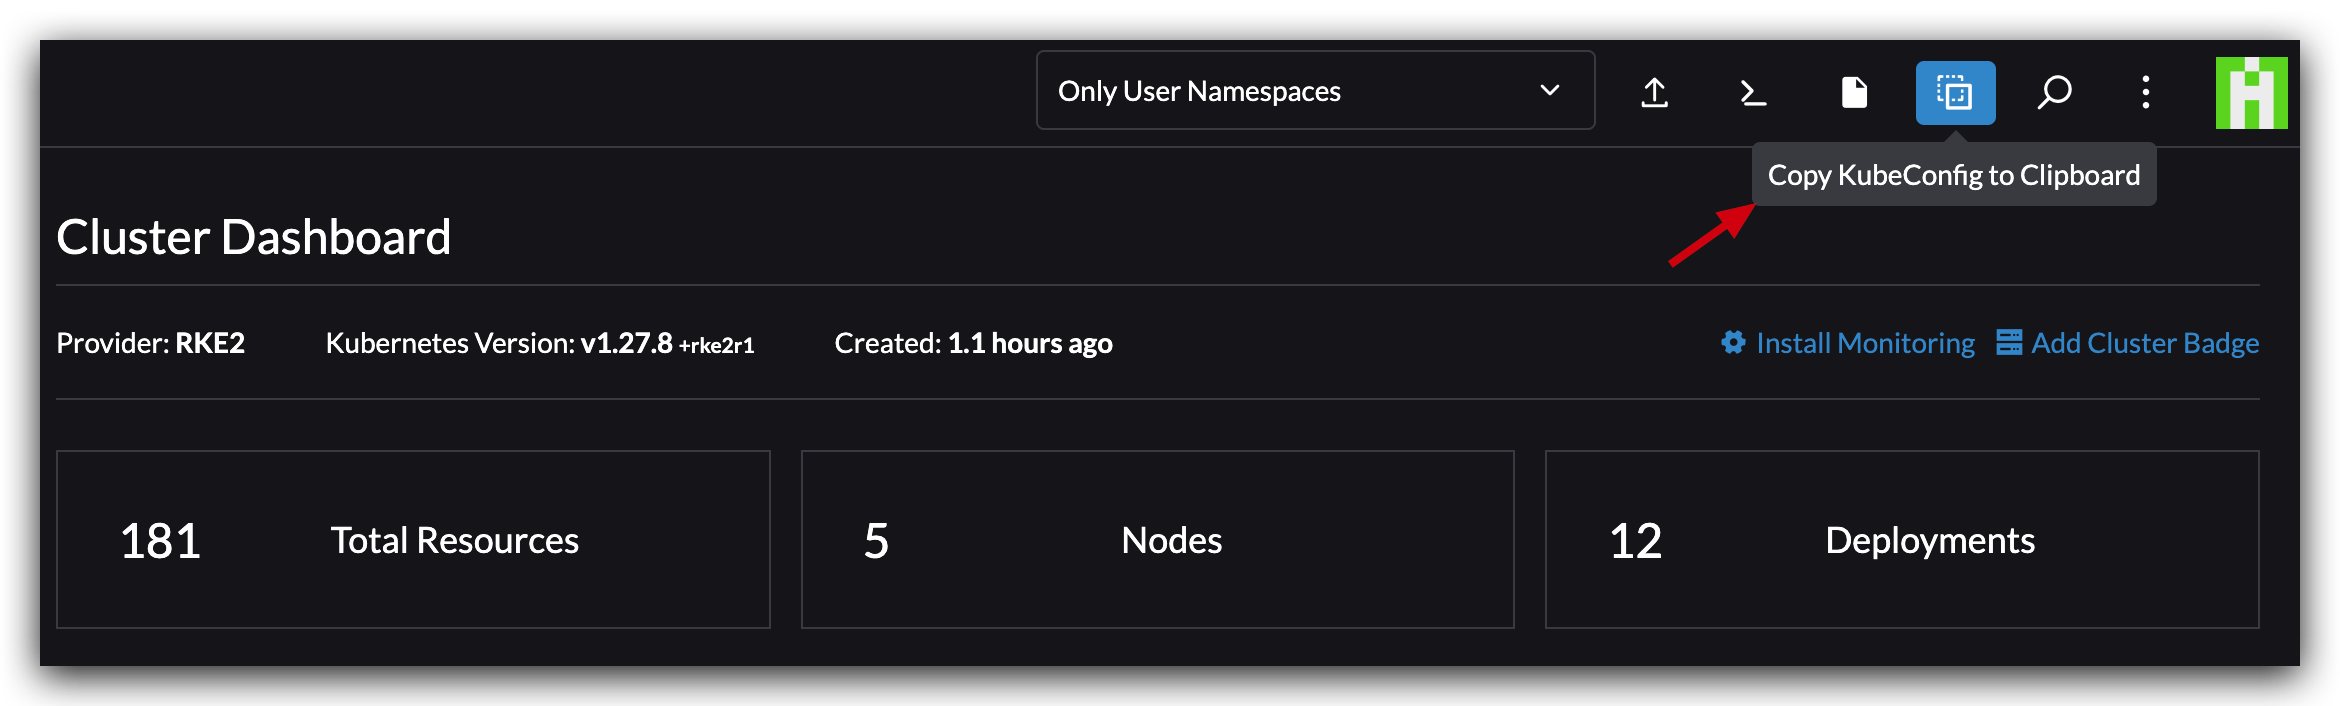 Only User Namespaces
Copy KubeConfig to Clipboard
Cluster Dashboard
Provider: RKE2 Kubernetes Version: v1.27.8 +rke2r1 Created: 1.1 hours ago Install Monitoring Add Cluster Badge
181 Total Resources 5 Nodes 12 Deployments